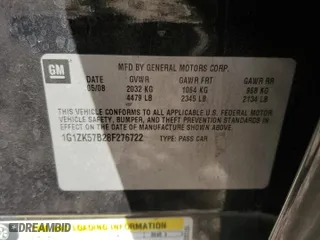 GM
MFD BY GENERAL MOTORS CORP.
DATE GVWR GAWR FRT GAWR RR
05/08 2032 KG 1064 KG 968 KG
4479 LB 2345 LB 2134 LB
THIS VEHICLE CONFORMS TO ALL APPLICABLE U.S. FEDERAL MOTOR
VEHICLE SAFETY, BUMPER, AND THEFT PREVENTION STANDARDS
IN EFFECT ON THE DATE OF MANUFACTURE SHOWN ABOVE.
1G1ZK57B28F276722 TYPE: PASS CAR
LOADING INFORMATION
DREAMBID